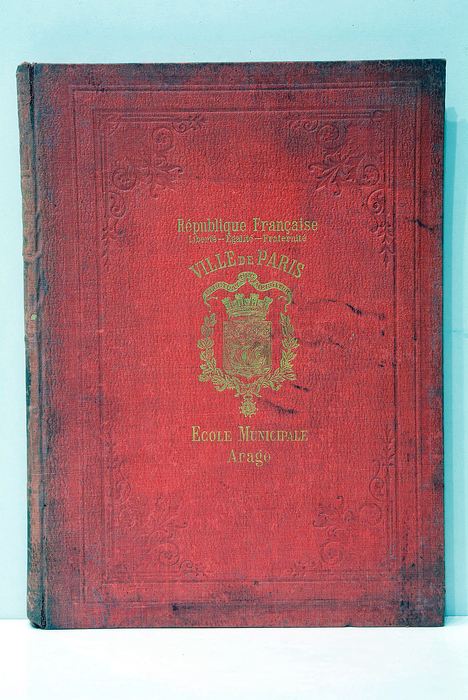 République Française
Liberté – Égalité – Fraternité
VILLE DE PARIS
ECOLE MUNICIPALE
Arago